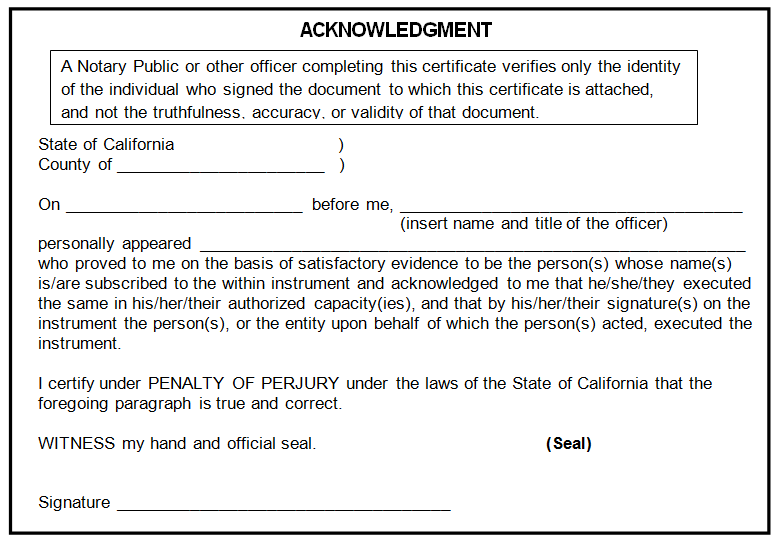 ACKNOWLEDGMENT
A Notary Public or other officer completing this certificate verifies only the identity
of the individual who signed the document to which this certificate is attached,
and not the truthfulness, accuracy, or validity of that document.
State of California )
County of _______________________ )
On __________________________ before me, ______________________________________
(insert name and title of the officer)
personally appeared ____________________________________________________________
who proved to me on the basis of satisfactory evidence to be the person(s) whose name(s)
is/are subscribed to the within instrument and acknowledged to me that he/she/they executed
the same in his/her/their authorized capacity(ies), and that by his/her/their signature(s) on the
instrument the person(s), or the entity upon behalf of which the person(s) acted, executed the
instrument.
I certify under PENALTY OF PERJURY under the laws of the State of California that the
foregoing paragraph is true and correct.
WITNESS my hand and official seal. (Seal)
Signature _____________________________________